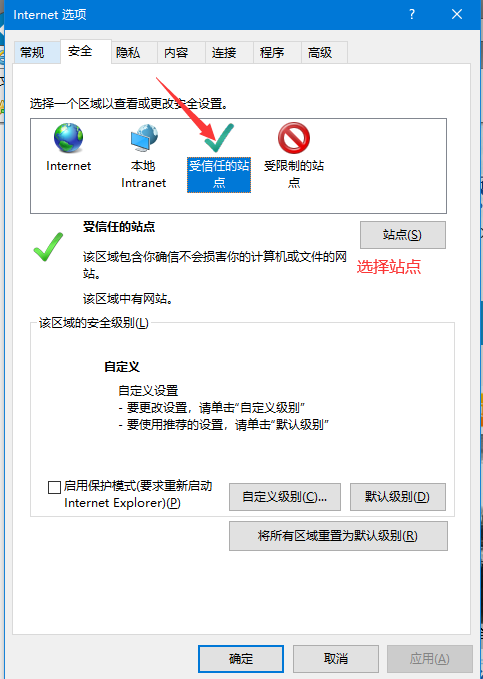 Internet 选项
?
常规 安全 隐私 内容 连接 程序 高级
选择一个区域以查看或更改安全设置。
Internet
本地
Intranet
受信任的站
点
受限制的站
点
受信任的站点
站点(S)
该区域包含你确信不会损害你的计算机或文件的网
站。
选择站点
该区域中有网站。
该区域的安全级别(L)
自定义
自定义设置
- 要更改设置，请单击“自定义级别”
- 要使用推荐的设置，请单击“默认级别”
启用保护模式(要求重新启动
Internet Explorer)(P)
自定义级别(C)...
默认级别(D)
将所有区域重置为默认级别(R)
确定 取消 应用(A)